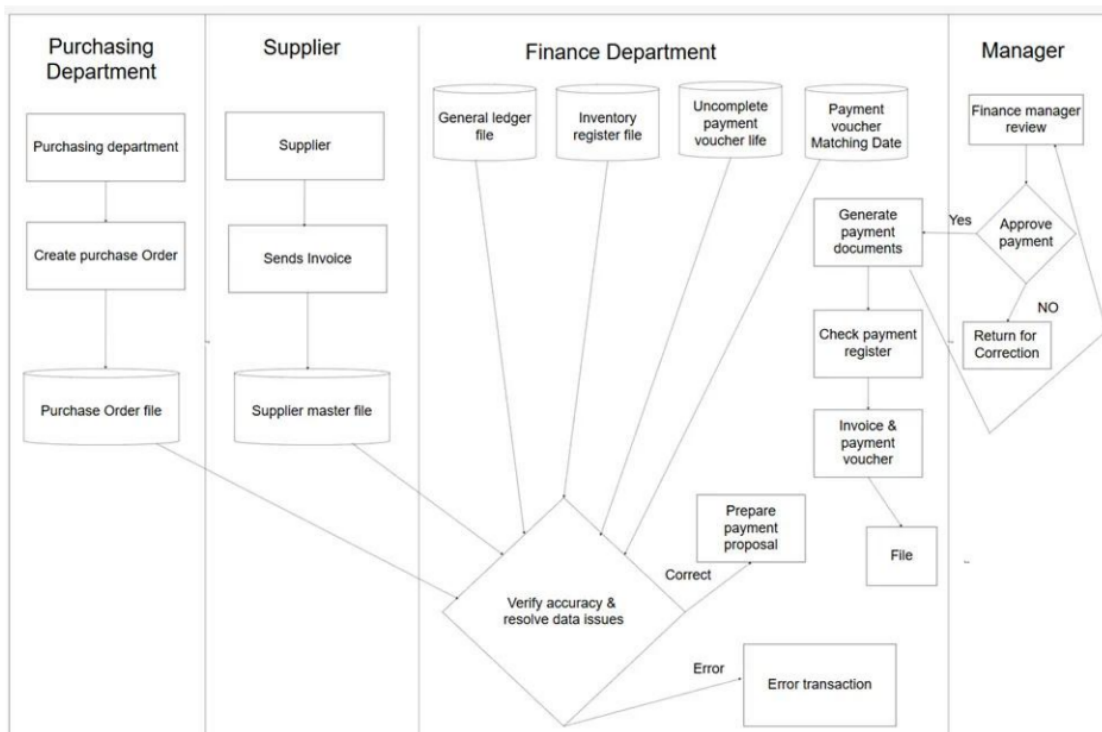 Purchasing
Department
Supplier
Finance Department
Manager
Purchasing department
Create purchase Order
Purchase Order file
Supplier
Sends Invoice
Supplier master file
General ledger
file
Inventory
register file
Uncomplete
payment
voucher life
Payment
voucher
Matching Date
Finance manager
review
Approve
payment
Yes
NO
Return for
Correction
Generate
payment
documents
Check payment
register
Invoice &
payment
voucher
File
Verify accuracy &
resolve data issues
Correct
Prepare
payment
proposal
Error
Error transaction